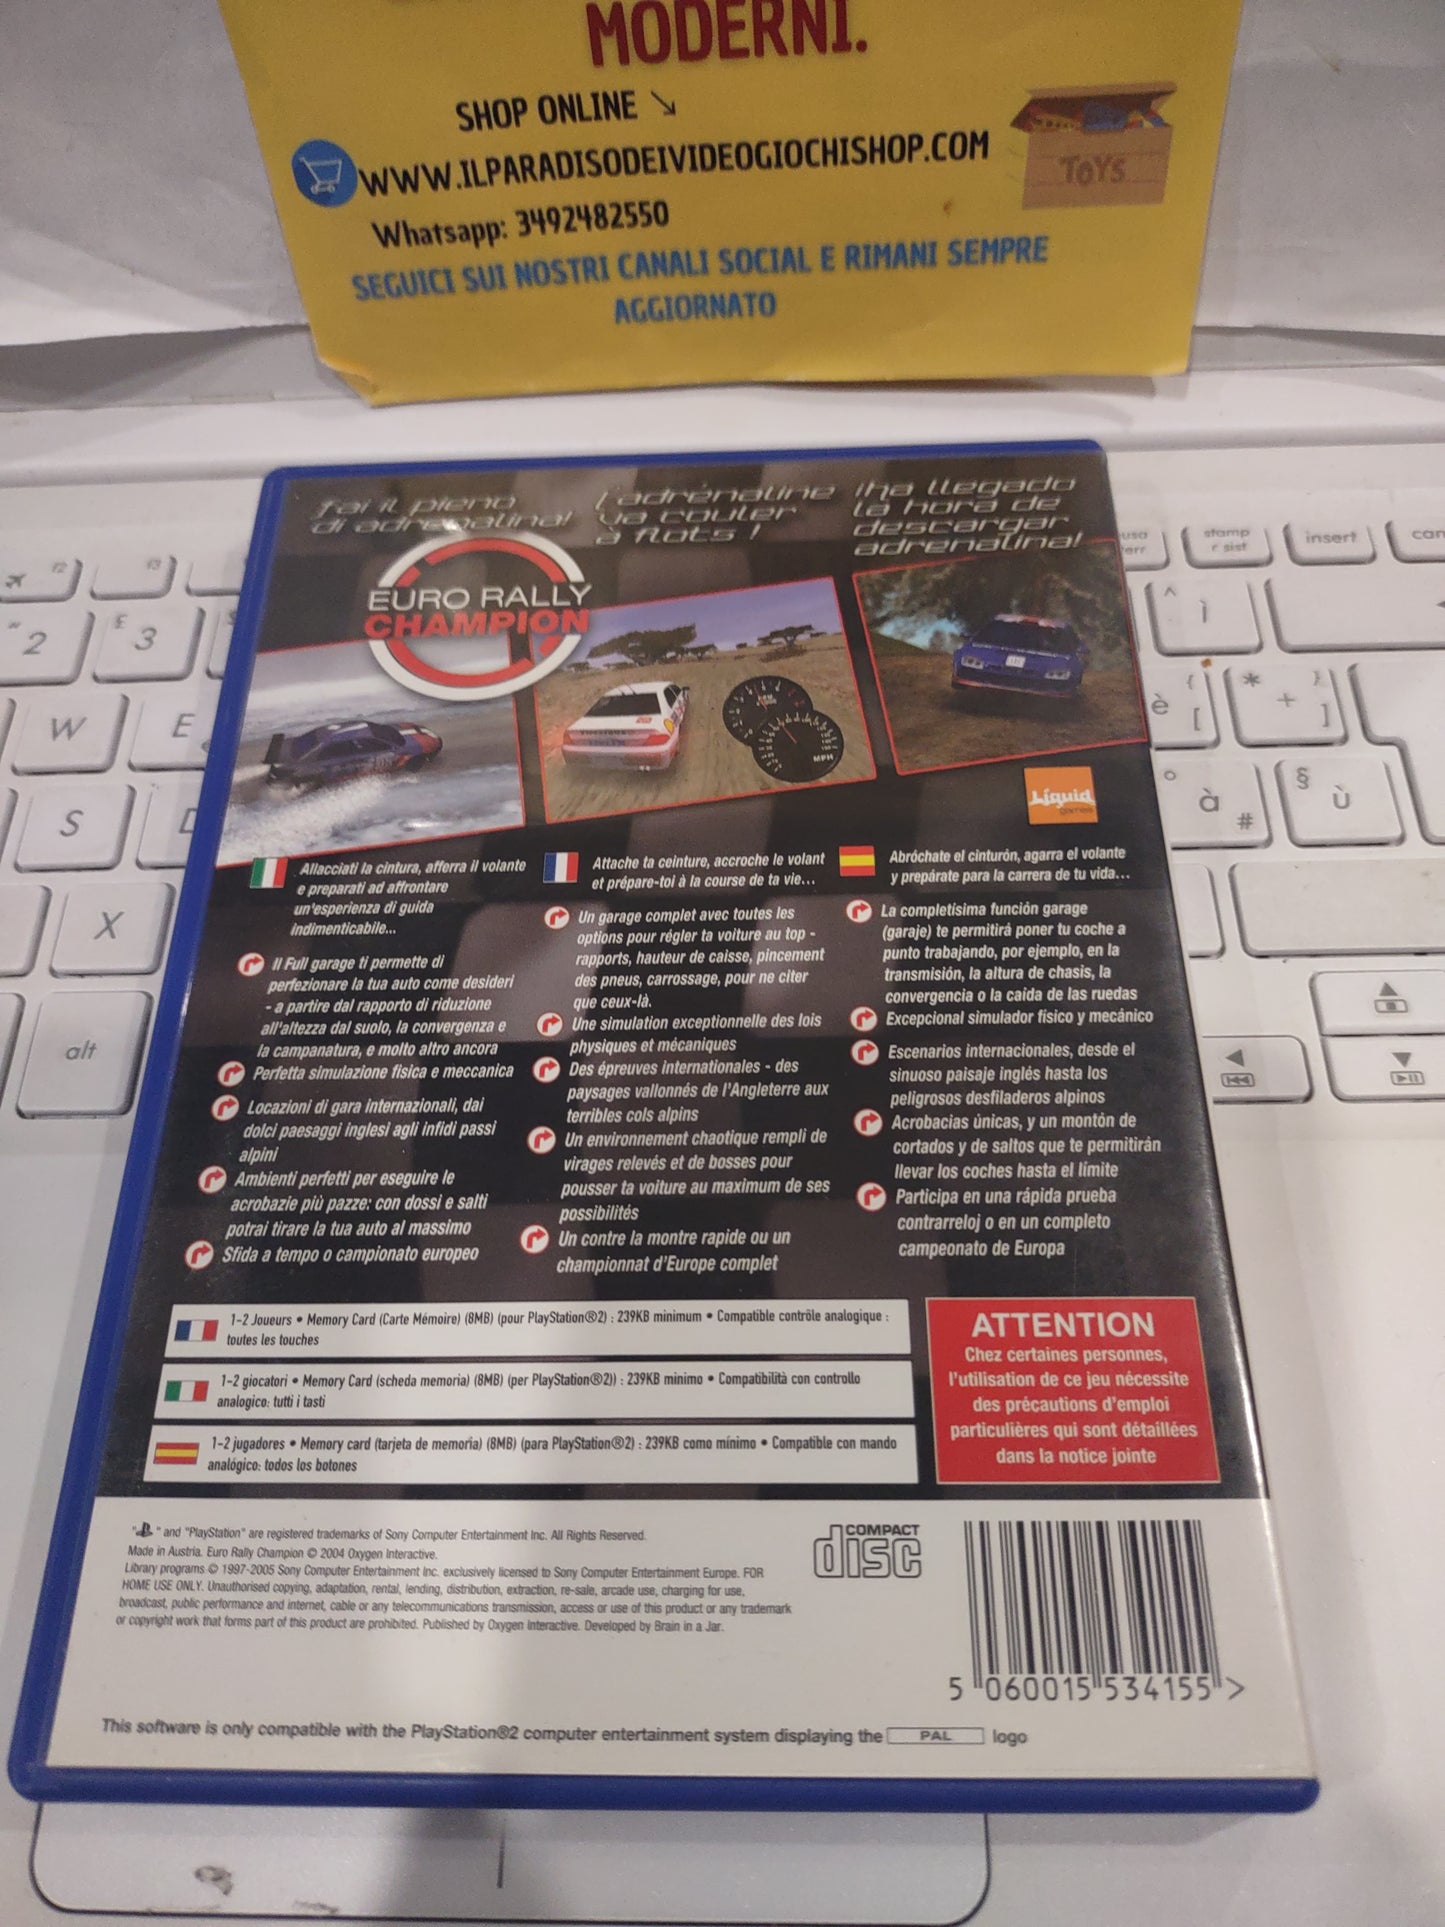 MODERNI.
SHOP ONLINE ↘
WWW.ILPARADISODEIVIDEOGIOCHISHOP.COM
Whatsapp: 3492482550
SEGUICI SUI NOSTRI CANALI SOCIAL E RIMANI SEMPRE
AGGIORNATO
TOYS
fai il pieno
di adrenalina!
l'adrénaline
va couler
à flots !
¡ha llegado
la hora de
descargar
adrenalina!
EURO RALLY
CHAMPION
MPH
Liquid
games
Allacciati la cintura, afferra il volante
e preparati ad affrontare
un'esperienza di guida
indimenticabile...
Il Full garage ti permette di
perfezionare la tua auto come desideri
- a partire dal rapporto di riduzione
all'altezza dal suolo, la convergenza e
la campanatura, e molto altro ancora
Perfetta simulazione fisica e meccanica
Locazioni di gara internazionali, dai
dolci paesaggi inglesi agli infidi passi
alpini
Ambienti perfetti per eseguire le
acrobazie più pazze: con dossi e salti
potrai tirare la tua auto al massimo
Sfida a tempo o campionato europeo
Attache ta ceinture, accroche le volant
et prépare-toi à la course de ta vie...
Un garage complet avec toutes les
options pour régler ta voiture au top -
rapports, hauteur de caisse, pincement
des pneus, carrossage, pour ne citer
que ceux-là.
Une simulation exceptionnelle des lois
physiques et mécaniques
Des épreuves internationales - des
paysages vallonnés de l'Angleterre aux
terribles cols alpins
Un environnement chaotique rempli de
virages relevés et de bosses pour
pousser ta voiture au maximum de ses
possibilités
Un contre la montre rapide ou un
championnat d'Europe complet
Abróchate el cinturón, agarra el volante
y prepárate para la carrera de tu vida...
La completísima función garage
(garaje) te permitirá poner tu coche a
punto trabajando, por ejemplo, en la
transmisión, la altura de chasis, la
convergencia o la caida de las ruedas
Excepcional simulador físico y mecánico
Escenarios internacionales, desde el
sinuoso paisaje inglés hasta los
peligrosos desfiladeros alpinos
Acrobacias únicas, y un montón de
cortados y de saltos que te permitirán
llevar los coches hasta el límite
Participa en una rápida prueba
contrarreloj o en un completo
campeonato de Europa
1-2 Joueurs • Memory Card (Carte Mémoire) (8MB) (pour PlayStation®2) : 239KB minimum • Compatible contrôle analogique :
toutes les touches
1-2 giocatori • Memory Card (scheda memoria) (8MB) (per PlayStation®2)) : 239KB minimo • Compatibilità con controllo
analogico: tutti i tasti
1-2 jugadores • Memory card (tarjeta de memoria) (8MB) (para PlayStation®2) : 239KB como mínimo • Compatible con mando
analógico: todos los botones
ATTENTION
Chez certaines personnes,
l'utilisation de ce jeu nécessite
des précautions d'emploi
particulières qui sont détaillées
dans la notice jointe
" " and "PlayStation" are registered trademarks of Sony Computer Entertainment Inc. All Rights Reserved.
Made in Austria. Euro Rally Champion © 2004 Oxygen Interactive.
Library programs © 1997-2005 Sony Computer Entertainment Inc. exclusively licensed to Sony Computer Entertainment Europe. FOR
HOME USE ONLY. Unauthorised copying, adaptation, rental, lending, distribution, extraction, re-sale, arcade use, charging for use,
broadcast, public performance and internet, cable or any telecommunications transmission, access or use of this product or any trademark
or copyright work that forms part of this product are prohibited. Published by Oxygen Interactive. Developed by Brain in a Jar.
COMPACT
disc
5 060015 534155 >
This software is only compatible with the PlayStation®2 computer entertainment system displaying the PAL logo
f2
f3
" 2
£ 3
W
E
S
X
alt
stamp
r sist
insert
^ ì
è { [
* + } ]
° à #
§ ù